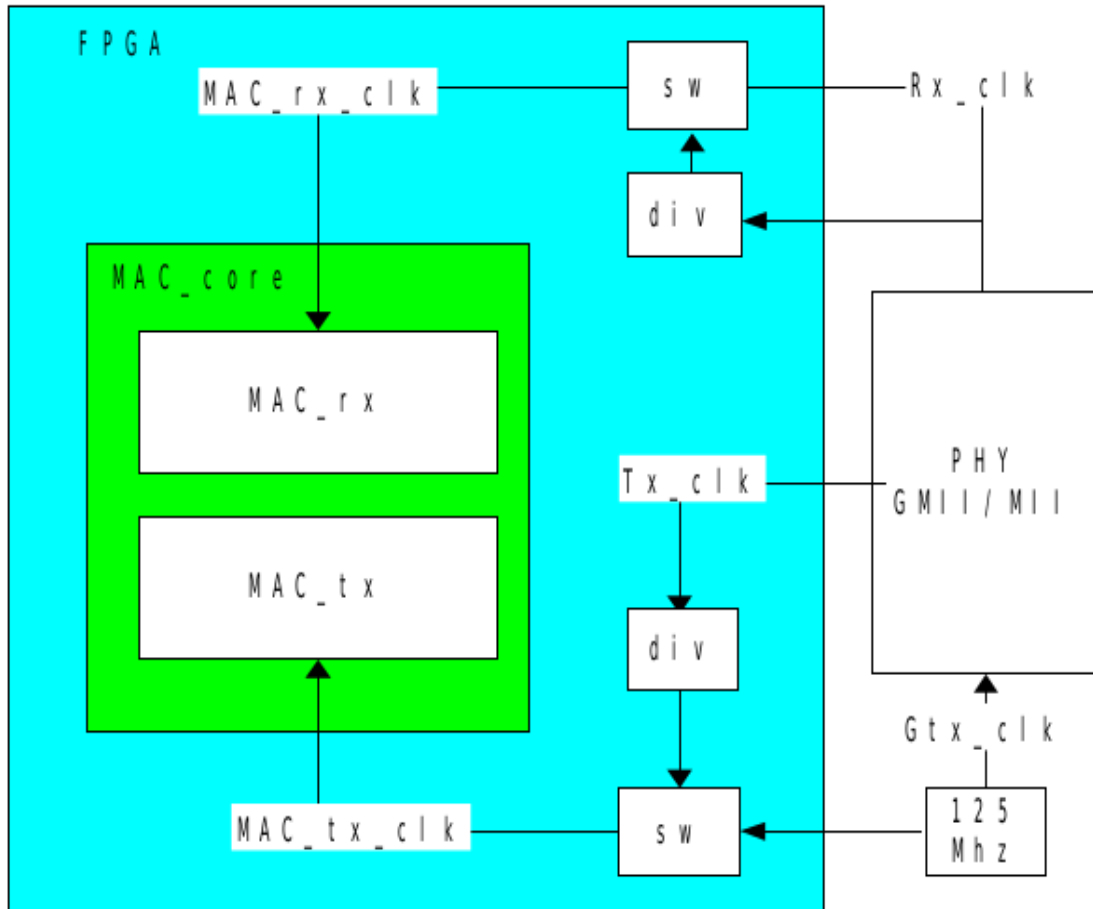 FPGA
MAC_rx_clk
sw
Rx_clk
div
MAC_core
MAC_rx
PHY
GMII/MII
Tx_clk
MAC_tx
div
Gtx_clk
MAC_tx_clk
sw
125
Mhz